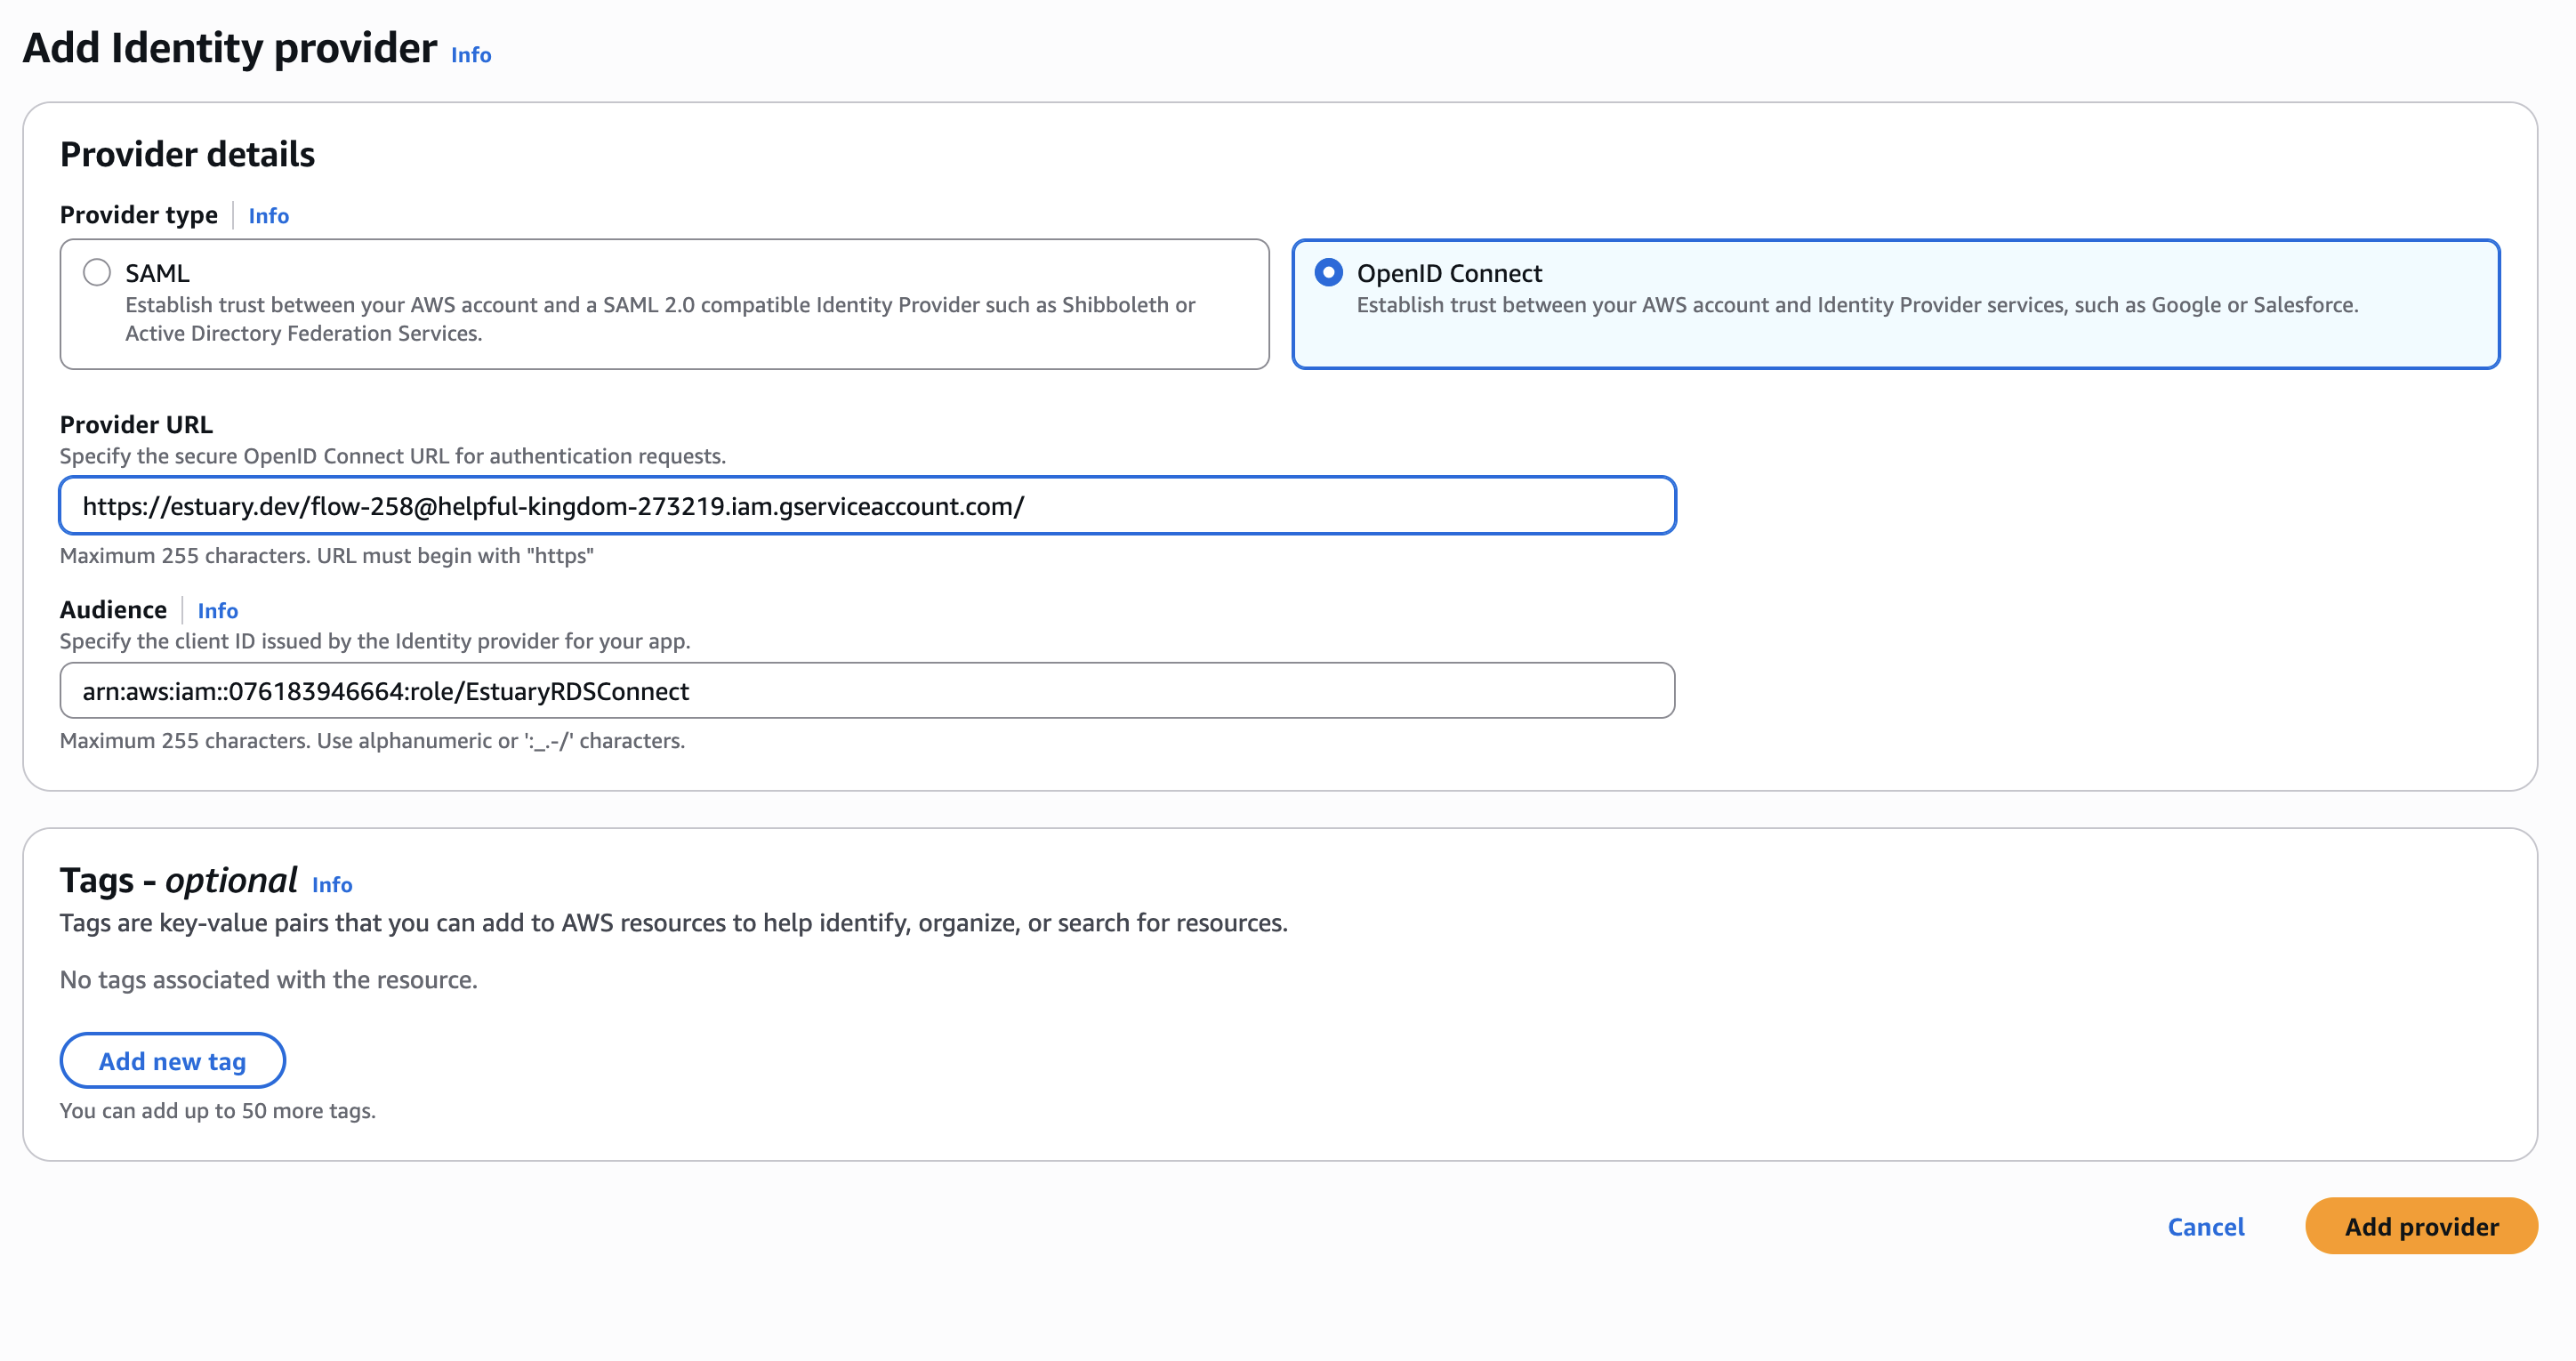 Add Identity provider Info
Provider details
Provider type Info
SAML
Establish trust between your AWS account and a SAML 2.0 compatible Identity Provider such as Shibboleth or
Active Directory Federation Services.
OpenID Connect
Establish trust between your AWS account and Identity Provider services, such as Google or Salesforce.
Provider URL
Specify the secure OpenID Connect URL for authentication requests.
https://estuary.dev/flow-258@helpful-kingdom-273219.iam.gserviceaccount.com/
Maximum 255 characters. URL must begin with "https"
Audience Info
Specify the client ID issued by the Identity provider for your app.
arn:aws:iam::076183946664:role/EstuaryRDSConnect
Maximum 255 characters. Use alphanumeric or ':_.-/' characters.
Tags - optional Info
Tags are key-value pairs that you can add to AWS resources to help identify, organize, or search for resources.
No tags associated with the resource.
Add new tag
You can add up to 50 more tags.
Cancel Add provider